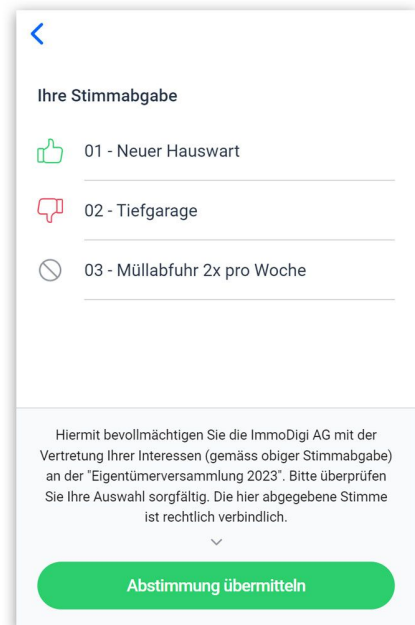 Ihre Stimmabgabe
01 - Neuer Hauswart
02 - Tiefgarage
03 - Müllabfuhr 2x pro Woche
Hiermit bevollmächtigen Sie die ImmoDigi AG mit der
Vertretung Ihrer Interessen (gemäss obiger Stimmabgabe)
an der "Eigentümerversammlung 2023". Bitte überprüfen
Sie Ihre Auswahl sorgfältig. Die hier abgegebene Stimme
ist rechtlich verbindlich.
Abstimmung übermitteln